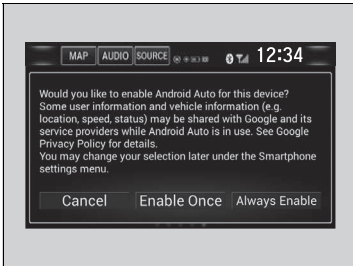 MAP AUDIO SOURCE 12:34
Would you like to enable Android Auto for this device?
Some user information and vehicle information (e.g.
location, speed, status) may be shared with Google and its
service providers while Android Auto is in use. See Google
Privacy Policy for details.
You may change your selection later under the Smartphone
settings menu.
Cancel Enable Once Always Enable